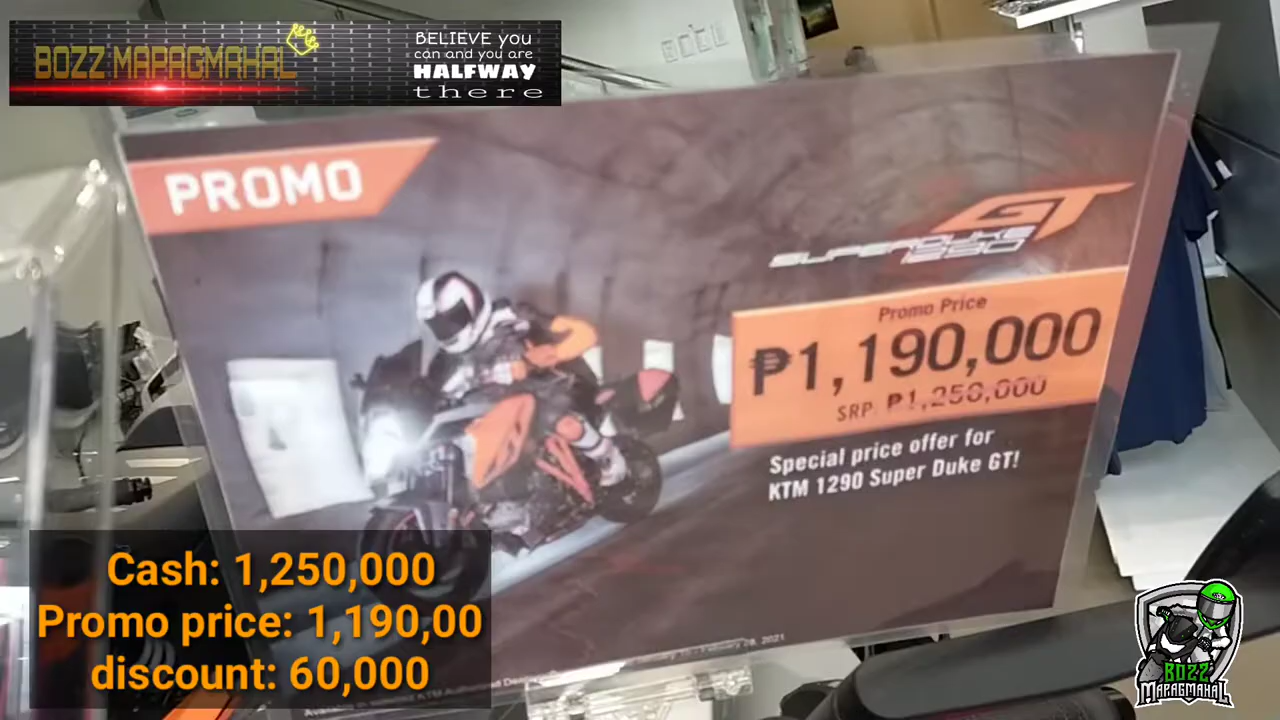 BOZZ MAPAGMAHAL
BELIEVE you
can and you are
HALFWAY
there
PROMO
GT
SUPERDUKE
1290
Promo Price
₱1,190,000
SRP ₱1,250,000
Special price offer for
KTM 1290 Super Duke GT!
Cash: 1,250,000
Promo price: 1,190,00
discount: 60,000
BOZZ
MAPAGMAHAL